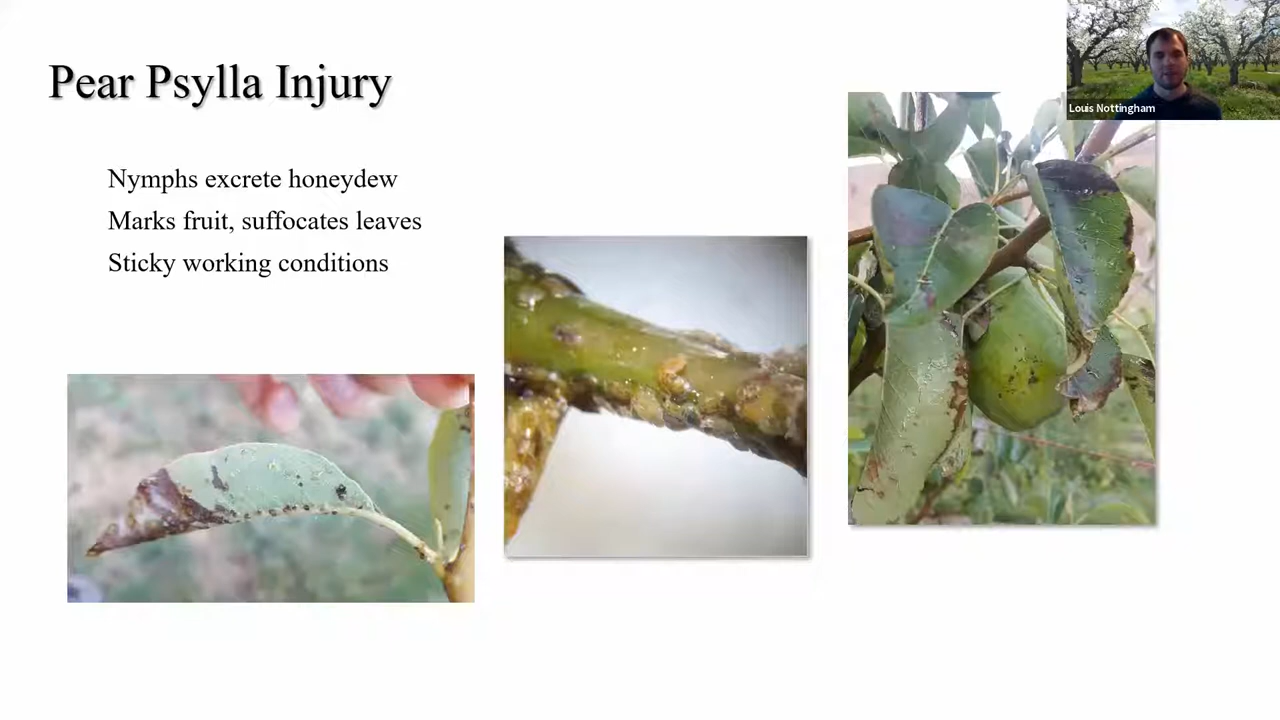 Pear Psylla Injury
Nymphs excrete honeydew
Marks fruit, suffocates leaves
Sticky working conditions
Louis Nottingham